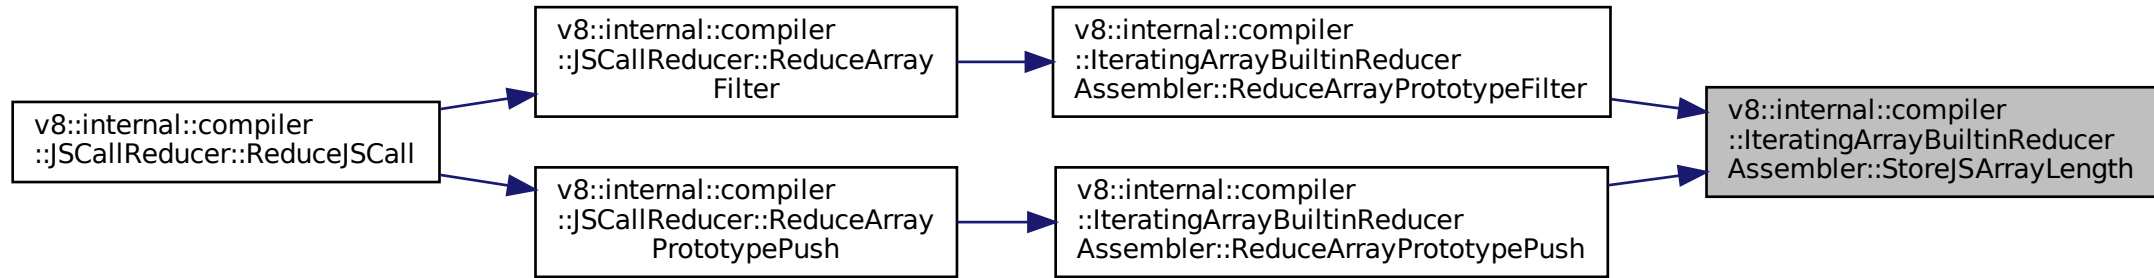 v8::internal::compiler
::JSCallReducer::ReduceJSCall
v8::internal::compiler
::JSCallReducer::ReduceArray
Filter
v8::internal::compiler
::IteratingArrayBuiltinReducer
Assembler::ReduceArrayPrototypeFilter
v8::internal::compiler
::JSCallReducer::ReduceArray
PrototypePush
v8::internal::compiler
::IteratingArrayBuiltinReducer
Assembler::ReduceArrayPrototypePush
v8::internal::compiler
::IteratingArrayBuiltinReducer
Assembler::StoreJSArrayLength